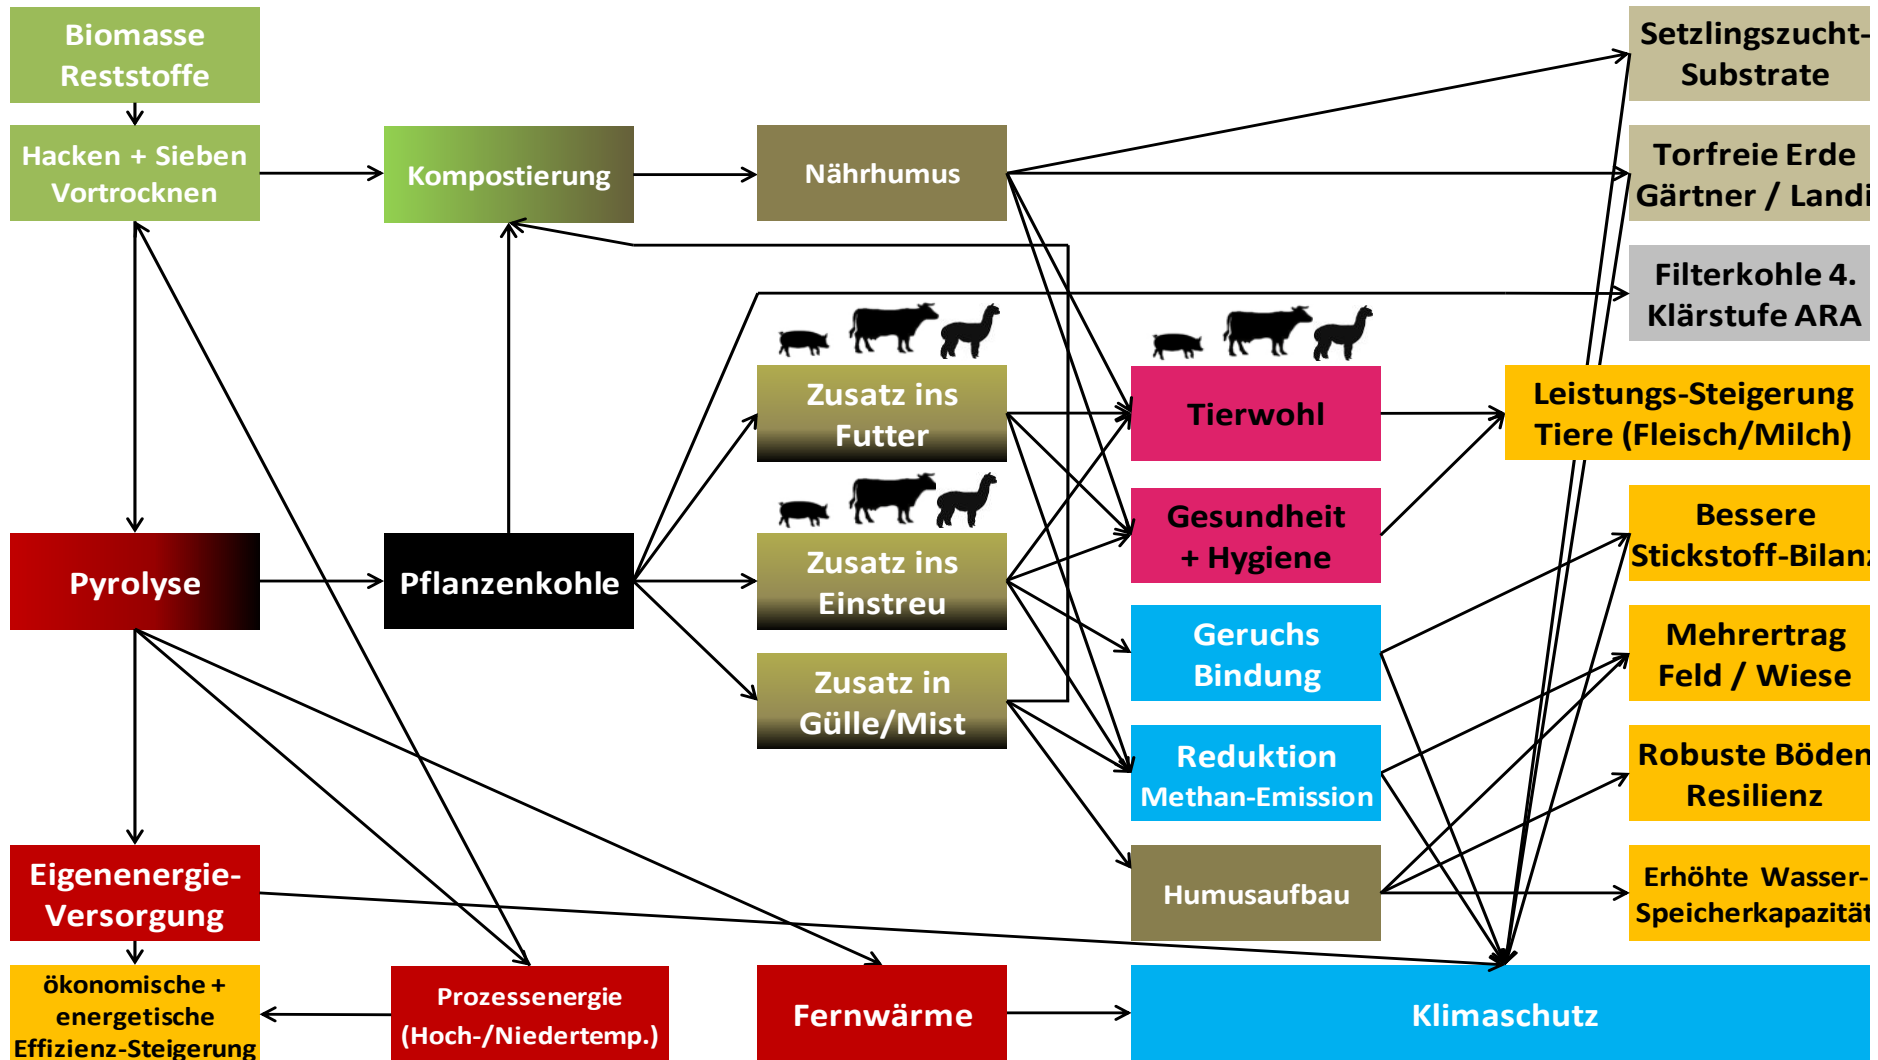 Biomasse
Reststoffe
Setzlingszucht-
Substrate
Hacken + Sieben
Vortrocknen
Kompostierung
Nährhumus
Torfreie Erde
Gärtner / Landi
Filterkohle 4.
Klärstufe ARA
Zusatz ins
Futter
Tierwohl
Leistungs-Steigerung
Tiere (Fleisch/Milch)
Gesundheit
+ Hygiene
Bessere
Stickstoff-Bilanz
Pyrolyse
Pflanzenkohle
Zusatz ins
Einstreu
Geruchs
Bindung
Mehrertrag
Feld / Wiese
Zusatz in
Gülle/Mist
Reduktion
Methan-Emission
Robuste Böden
Resilienz
Eigenenergie-
Versorgung
Humusaufbau
Erhöhte Wasser-
Speicherkapazität
ökonomische +
energetische
Effizienz-Steigerung
Prozessenergie
(Hoch-/Niedertemp.)
Fernwärme
Klimaschutz